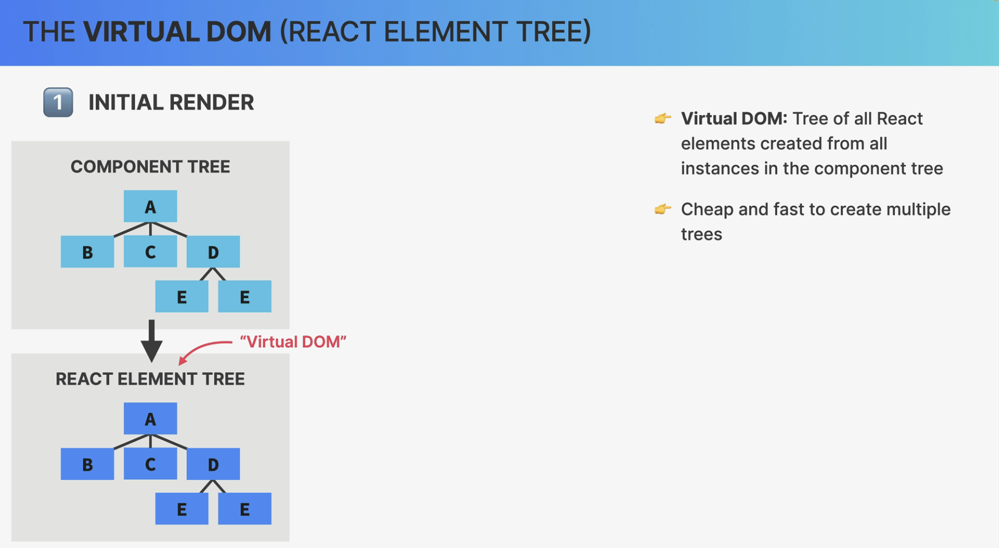 THE VIRTUAL DOM (REACT ELEMENT TREE)
1 INITIAL RENDER
COMPONENT TREE
A
B C D
E E
“Virtual DOM”
REACT ELEMENT TREE
A
B C D
E E
👉 Virtual DOM: Tree of all React
elements created from all
instances in the component tree
👉 Cheap and fast to create multiple
trees